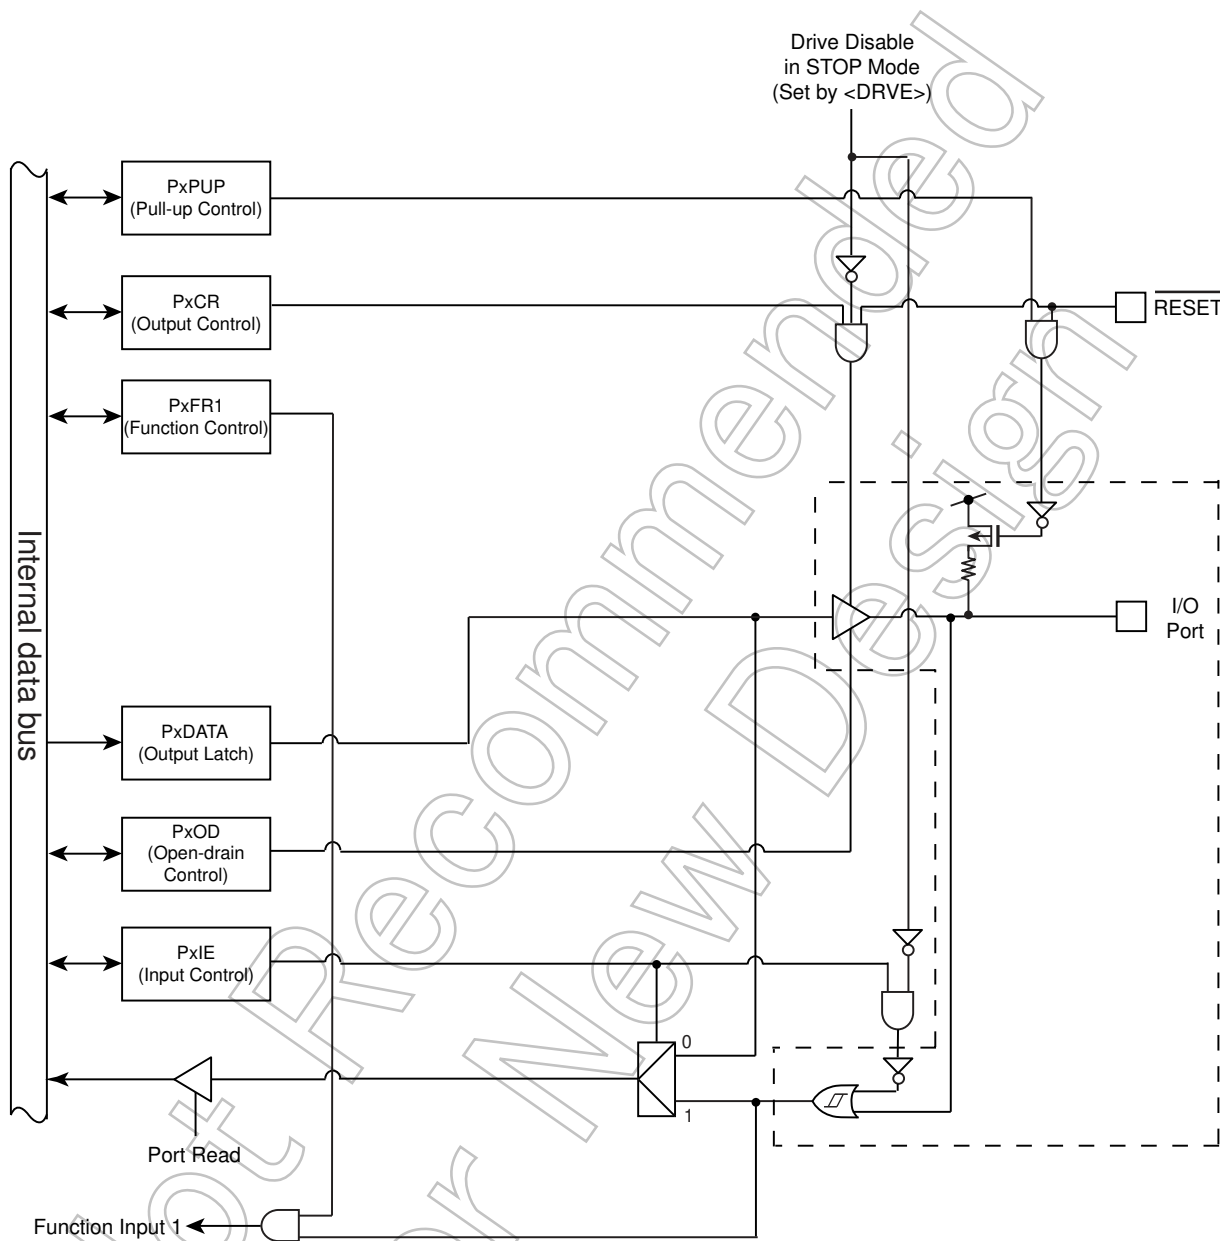 Drive Disable
in STOP Mode
(Set by <DRVE>)
PxPUP
(Pull-up Control)
PxCR
(Output Control)
RESET
PxFR1
(Function Control)
Internal data bus
I/O
Port
PxDATA
(Output Latch)
PxOD
(Open-drain
Control)
PxIE
(Input Control)
0
1
Port Read
Function Input 1
Not Recommended
for New Design